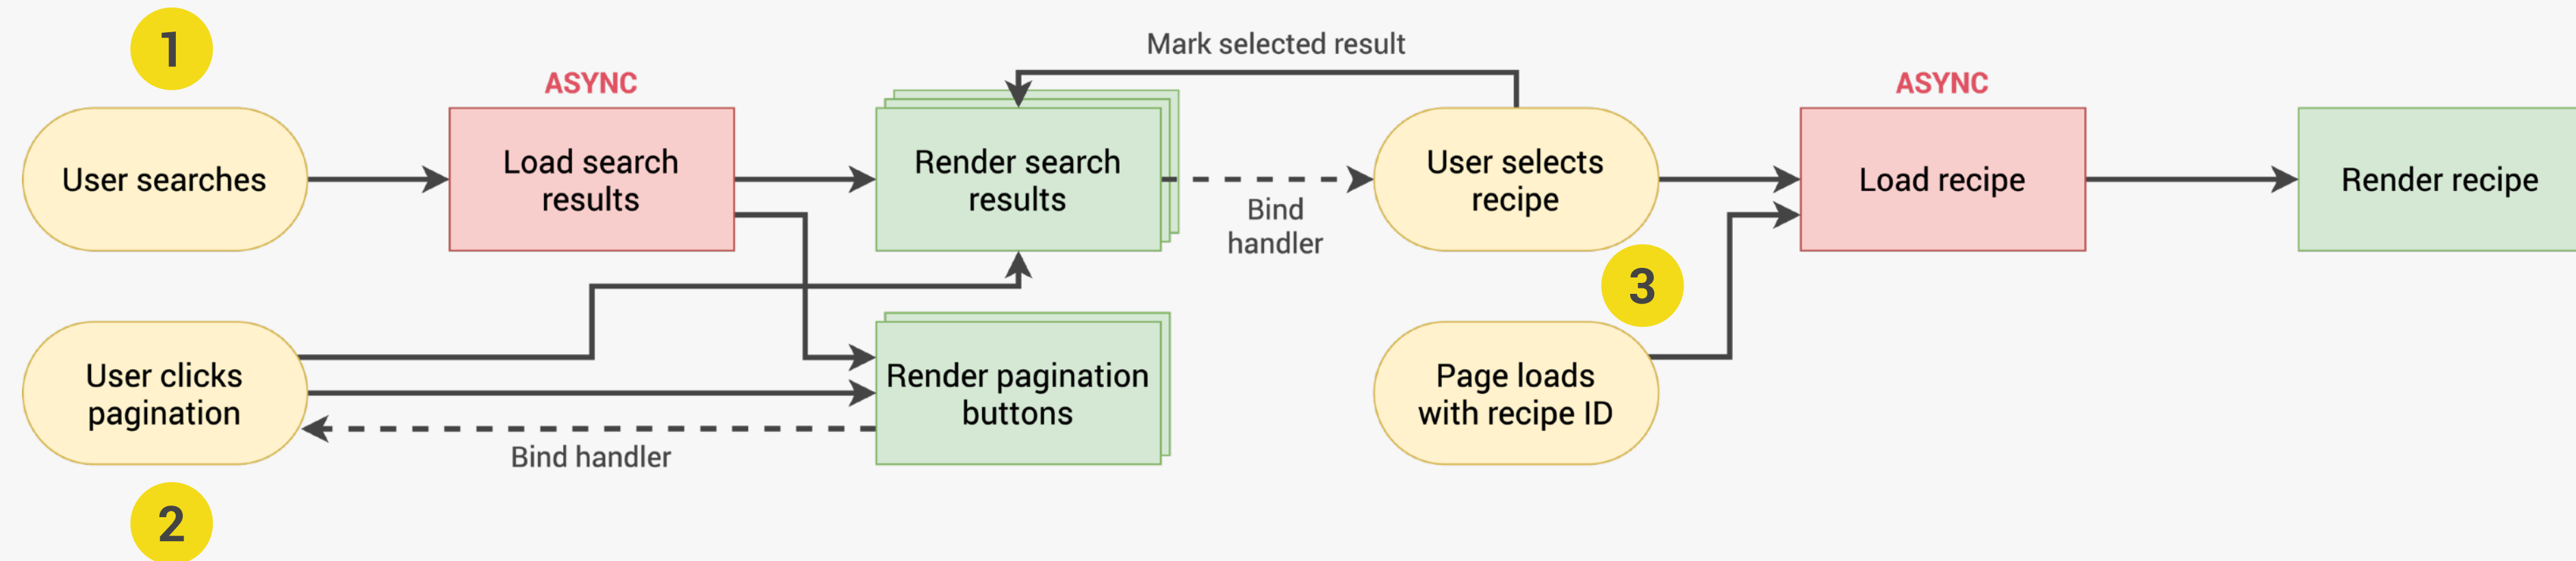 1
ASYNC
User searches
Load search
results
Mark selected result
Render search
results
Bind
handler
User selects
recipe
ASYNC
Load recipe
Render recipe
3
User clicks
pagination
Bind handler
Render pagination
buttons
Page loads
with recipe ID
2